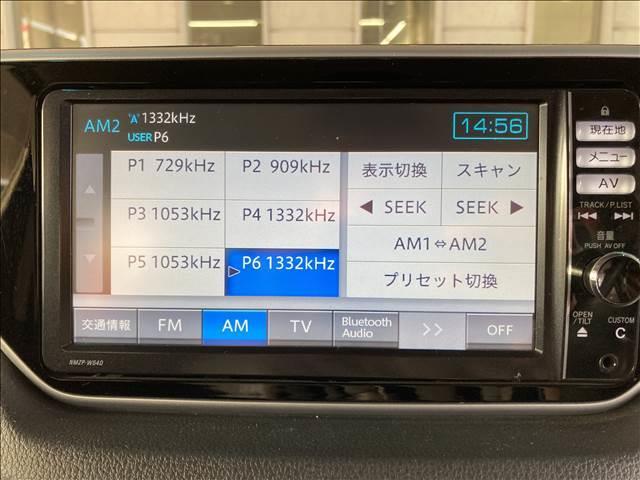 AM2 A 1332kHz
USER P6
14:56
P1 729kHz P2 909kHz
P3 1053kHz P4 1332kHz
P5 1053kHz P6 1332kHz
表示切換 スキャン
◀ SEEK SEEK ▶
AM1⇔AM2
プリセット切換
交通情報 FM AM TV Bluetooth Audio >> OFF
NMZP-W64D
現在地
メニュー
AV
TRACK/P.LIST
音量
PUSH AV OFF
OPEN/TILT
CUSTOM
C